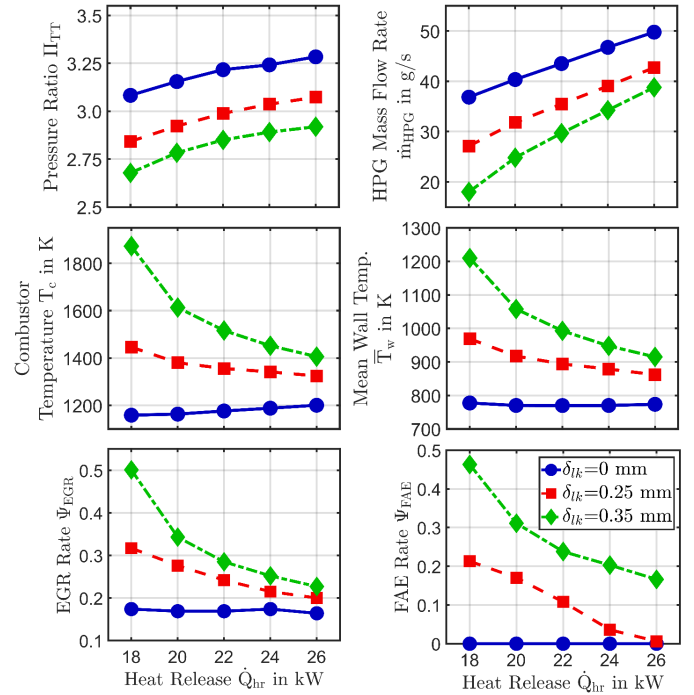 Pressure Ratio Π_TT
3.5
3.25
3.0
2.75
2.5
HPG Mass Flow Rate
ṁ_HPG in g/s
50
40
30
20
Combustor
Temperature T_c in K
1800
1600
1400
1200
Mean Wall Temp.
T̅_w in K
1300
1200
1100
1000
900
800
700
EGR Rate Ψ_EGR
0.5
0.4
0.3
0.2
0.1
18 20 22 24 26
Heat Release Q̇_hr in kW
FAE Rate Ψ_FAE
0.5
0.4
0.3
0.2
0.1
0
δ_lk=0 mm
δ_lk=0.25 mm
δ_lk=0.35 mm
18 20 22 24 26
Heat Release Q̇_hr in kW